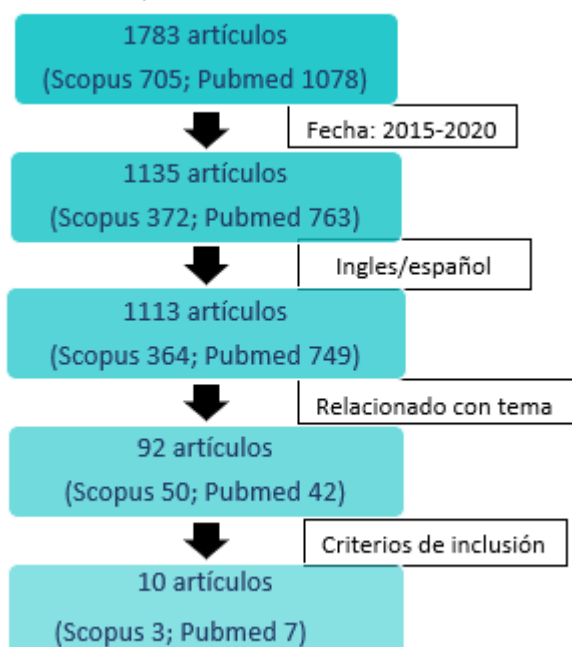 1783 artículos
(Scopus 705; Pubmed 1078)
Fecha: 2015-2020
1135 artículos
(Scopus 372; Pubmed 763)
Ingles/español
1113 artículos
(Scopus 364; Pubmed 749)
Relacionado con tema
92 artículos
(Scopus 50; Pubmed 42)
Criterios de inclusión
10 artículos
(Scopus 3; Pubmed 7)